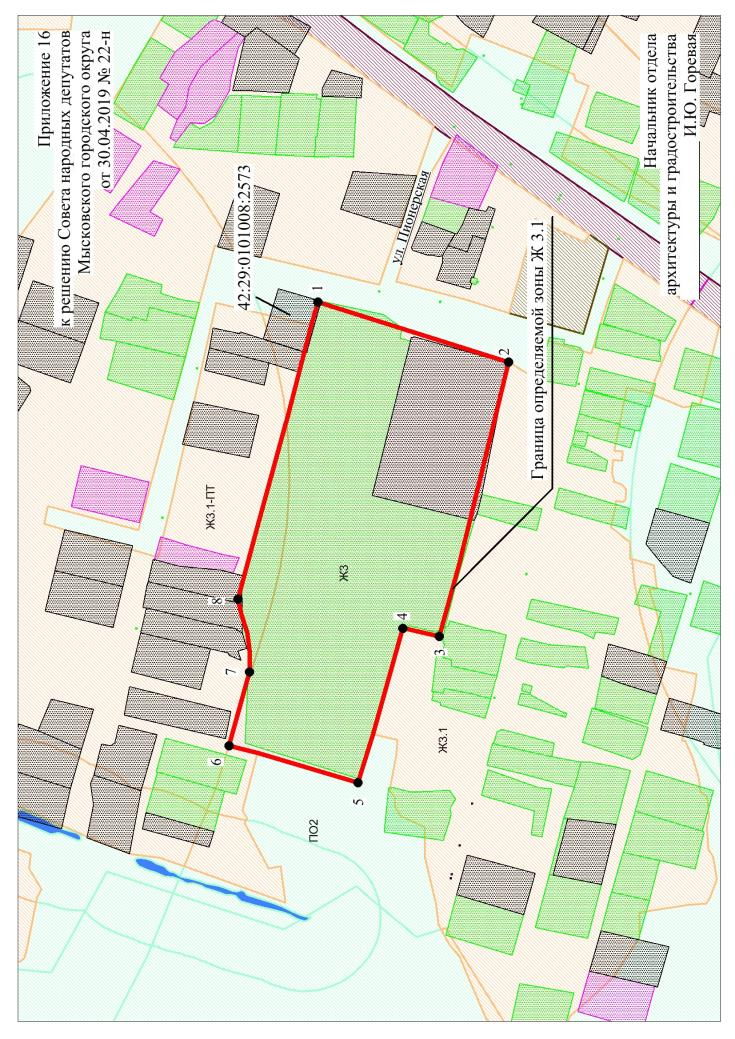 Приложение 16
к решению Совета народных депутатов
Мысковского городского округа
от 30.04.2019 № 22-н
42:29:0101008:2573
ул. Пионерская
1
2
3
4
5
6
7
8
Ж3.1-ПТ
Ж3
Ж3.1
ПО2
Граница определяемой зоны Ж 3.1
Начальник отдела
архитектуры и градостроительства
И.Ю. Горевая